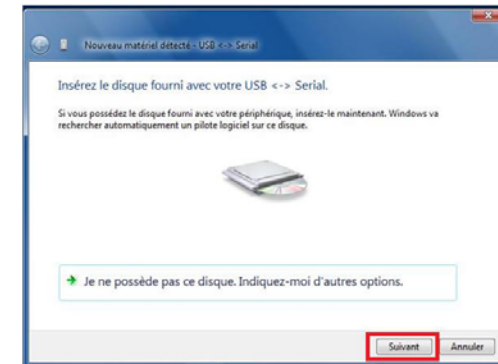 Nouveau matériel détecté - USB <-> Serial
Insérez le disque fourni avec votre USB <-> Serial.
Si vous possédez le disque fourni avec votre périphérique, insérez-le maintenant. Windows va
rechercher automatiquement un pilote logiciel sur ce disque.
Je ne possède pas ce disque. Indiquez-moi d'autres options.
Suivant
Annuler